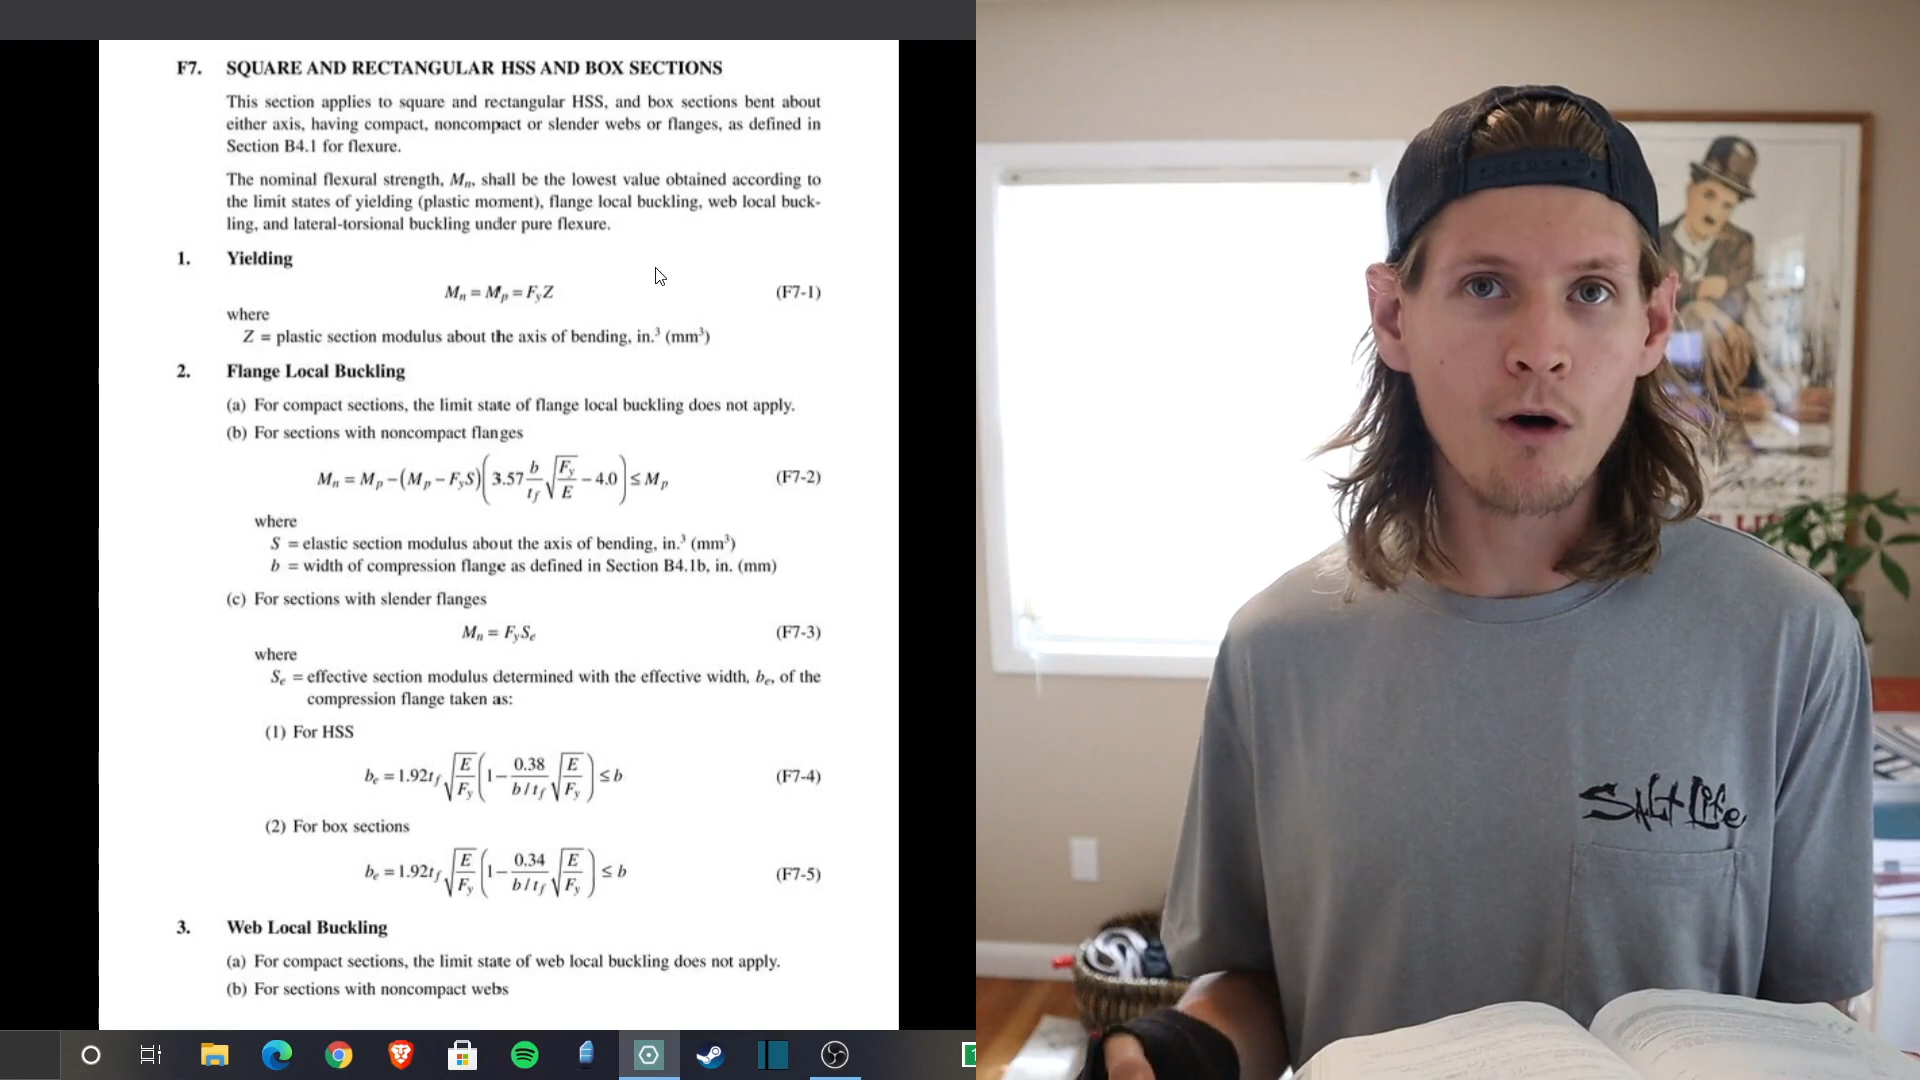 F7. SQUARE AND RECTANGULAR HSS AND BOX SECTIONS
This section applies to square and rectangular HSS, and box sections bent about
either axis, having compact, noncompact or slender webs or flanges, as defined in
Section B4.1 for flexure.
The nominal flexural strength, Mn, shall be the lowest value obtained according to
the limit states of yielding (plastic moment), flange local buckling, web local buck-
ling, and lateral-torsional buckling under pure flexure.
1. Yielding
Mn = Mp = FyZ (F7-1)
where
Z = plastic section modulus about the axis of bending, in.³ (mm³)
2. Flange Local Buckling
(a) For compact sections, the limit state of flange local buckling does not apply.
(b) For sections with noncompact flanges
Mn = Mp − (Mp − FyS)(3.57 b/tf √(Fy/E) − 4.0) ≤ Mp (F7-2)
where
S = elastic section modulus about the axis of bending, in.³ (mm³)
b = width of compression flange as defined in Section B4.1b, in. (mm)
(c) For sections with slender flanges
Mn = FySe (F7-3)
where
Se = effective section modulus determined with the effective width, be, of the
compression flange taken as:
(1) For HSS
be = 1.92tf √(E/Fy) (1 − 0.38/(b/tf) √(E/Fy)) ≤ b (F7-4)
(2) For box sections
be = 1.92tf √(E/Fy) (1 − 0.34/(b/tf) √(E/Fy)) ≤ b (F7-5)
3. Web Local Buckling
(a) For compact sections, the limit state of web local buckling does not apply.
(b) For sections with noncompact webs
SALT Life